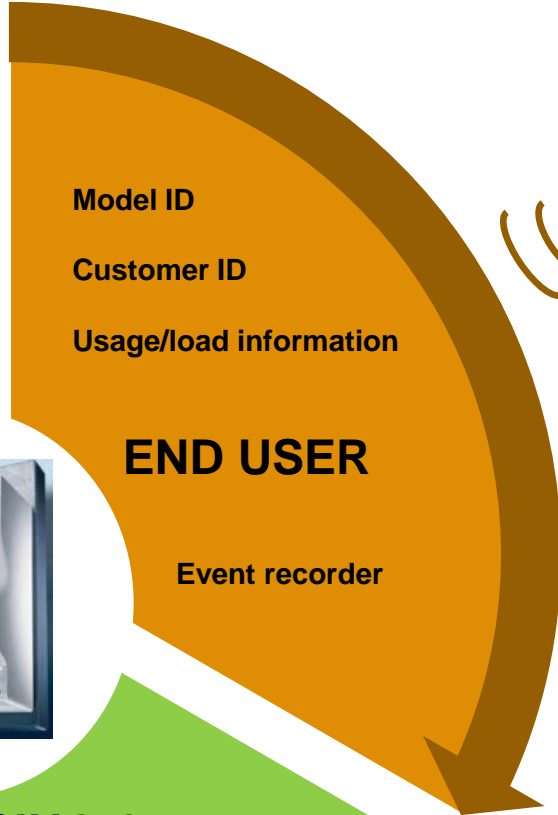 Model ID
Customer ID
Usage/load information
END USER
Event recorder